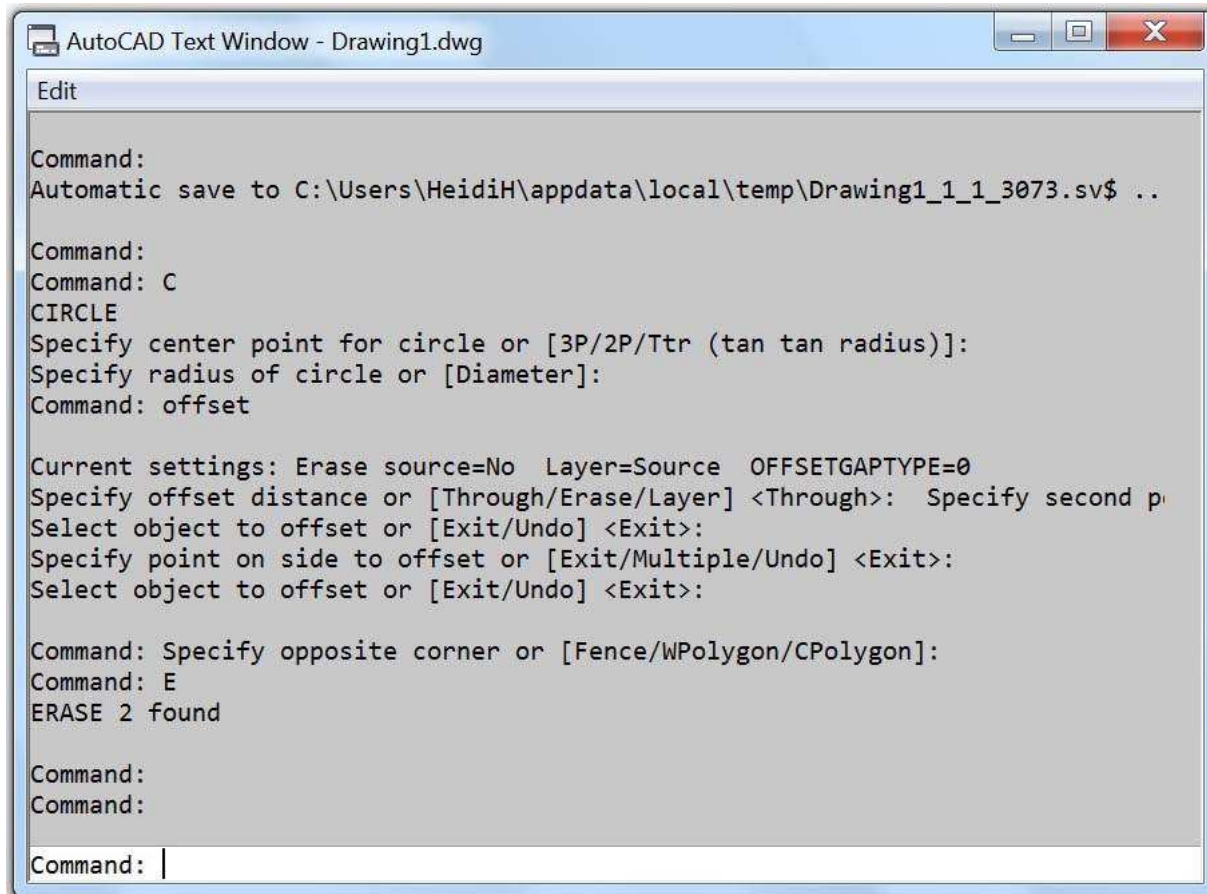 AutoCAD Text Window - Drawing1.dwg
Edit
Command:
Automatic save to C:\Users\HeidiH\appdata\local\temp\Drawing1_1_1_3073.sv$ ..
Command:
Command: C
CIRCLE
Specify center point for circle or [3P/2P/Ttr (tan tan radius)]:
Specify radius of circle or [Diameter]:
Command: offset
Current settings: Erase source=No  Layer=Source  OFFSETGAPTYPE=0
Specify offset distance or [Through/Erase/Layer] <Through>:  Specify second
Select object to offset or [Exit/Undo] <Exit>:
Specify point on side to offset or [Exit/Multiple/Undo] <Exit>:
Select object to offset or [Exit/Undo] <Exit>:
Command: Specify opposite corner or [Fence/WPolygon/CPolygon]:
Command: E
ERASE 2 found
Command:
Command:
Command: